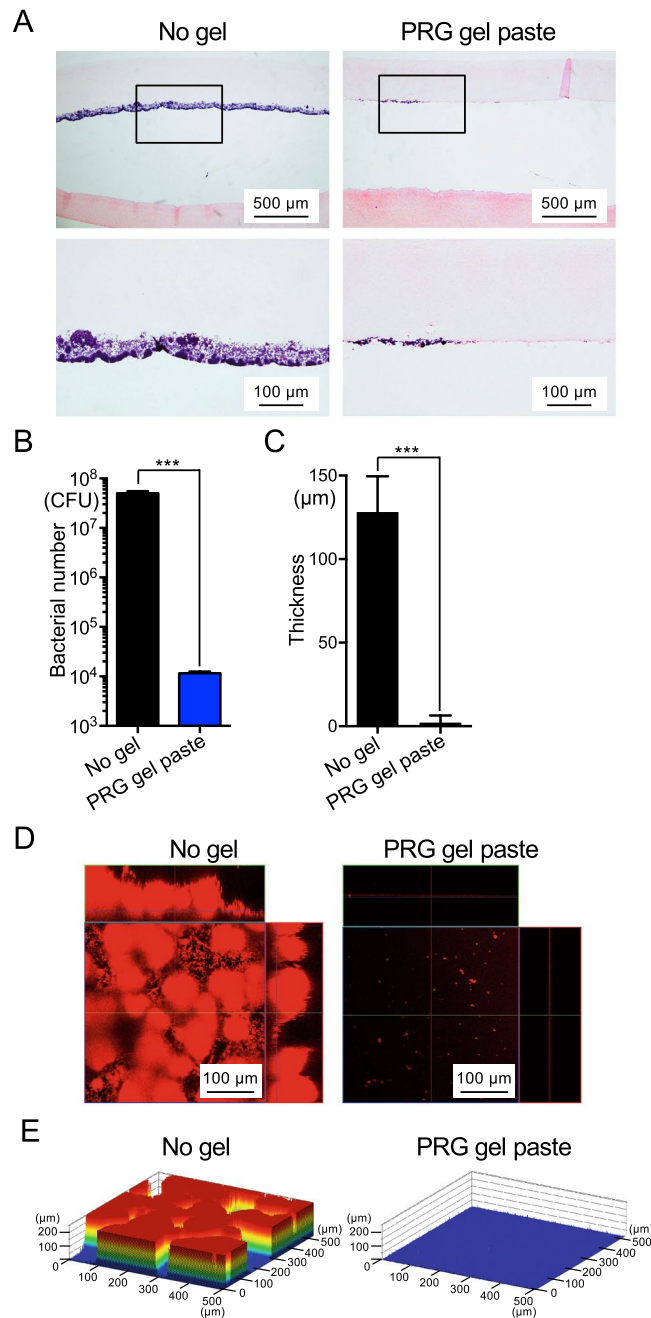 A
No gel
PRG gel paste
500 µm
500 µm
100 µm
100 µm
B
C
10⁸
(CFU)
10⁷
10⁶
10⁵
10⁴
10³
Bacterial number
***
No gel
PRG gel paste
150
(µm)
100
50
0
Thickness
***
No gel
PRG gel paste
D
No gel
PRG gel paste
100 µm
100 µm
E
No gel
PRG gel paste
(µm)
200
100
0
100
200
300
400
500
(µm)
0
100
200
300
400
500
(µm)
(µm)
200
100
0
100
200
300
400
500
(µm)
0
100
200
300
400
500
(µm)